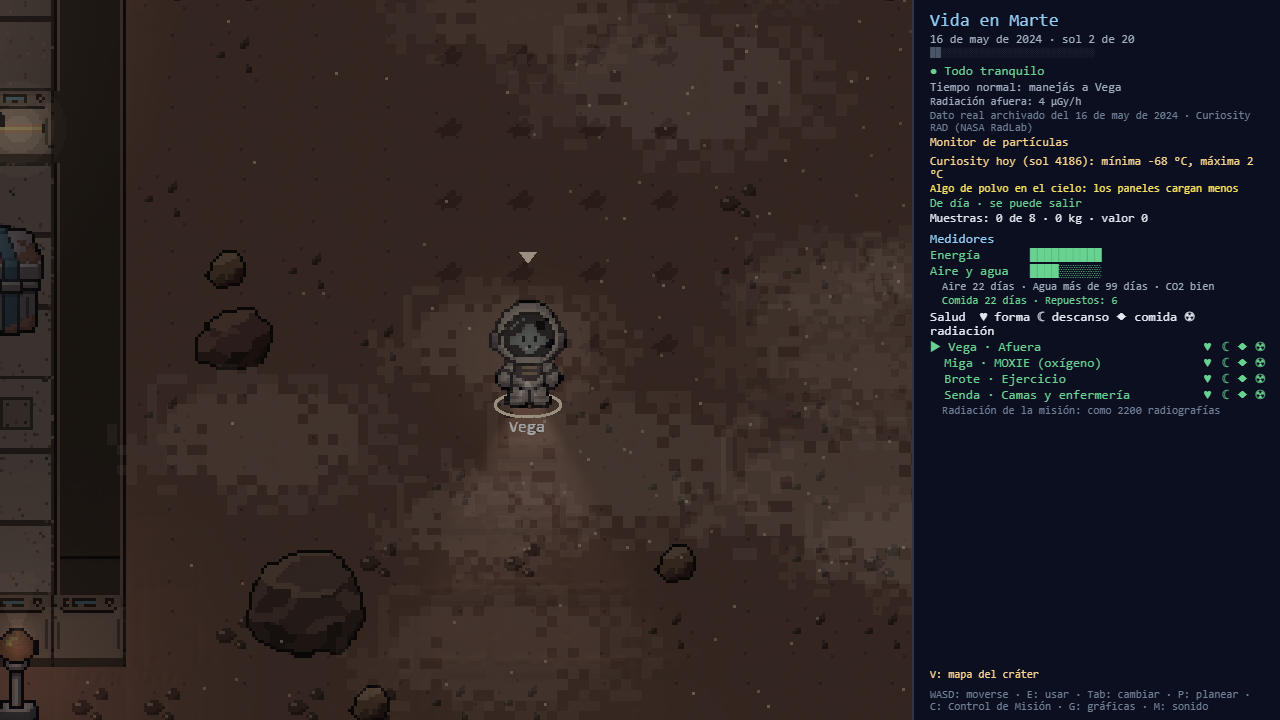 Vida en Marte
16 de may de 2024 · sol 2 de 20
● Todo tranquilo
Tiempo normal: manejás a Vega
Radiación afuera: 4 µGy/h
Dato real archivado del 16 de may de 2024 · Curiosity
RAD (NASA RadLab)
Monitor de partículas
Curiosity hoy (sol 4186): mínima -68 ºC, máxima 2
ºC
Algo de polvo en el cielo: los paneles cargan menos
De día · se puede salir
Muestras: 0 de 8 · 0 kg · valor 0
Medidores
Energía
Aire y agua
Aire 22 días · Agua más de 99 días · CO2 bien
Comida 22 días · Repuestos: 6
Salud ♥ forma ☾ descanso ◆ comida ☢
radiación
▶ Vega · Afuera ♥ ☾ ◆ ☢
Miga · MOXIE (oxígeno) ♥ ☾ ◆ ☢
Brote · Ejercicio ♥ ☾ ◆ ☢
Senda · Camas y enfermería ♥ ☾ ◆ ☢
Radiación de la misión: como 2200 radiografías
Vega
V: mapa del cráter
WASD: moverse · E: usar · Tab: cambiar · P: planear ·
C: Control de Misión · G: gráficas · M: sonido